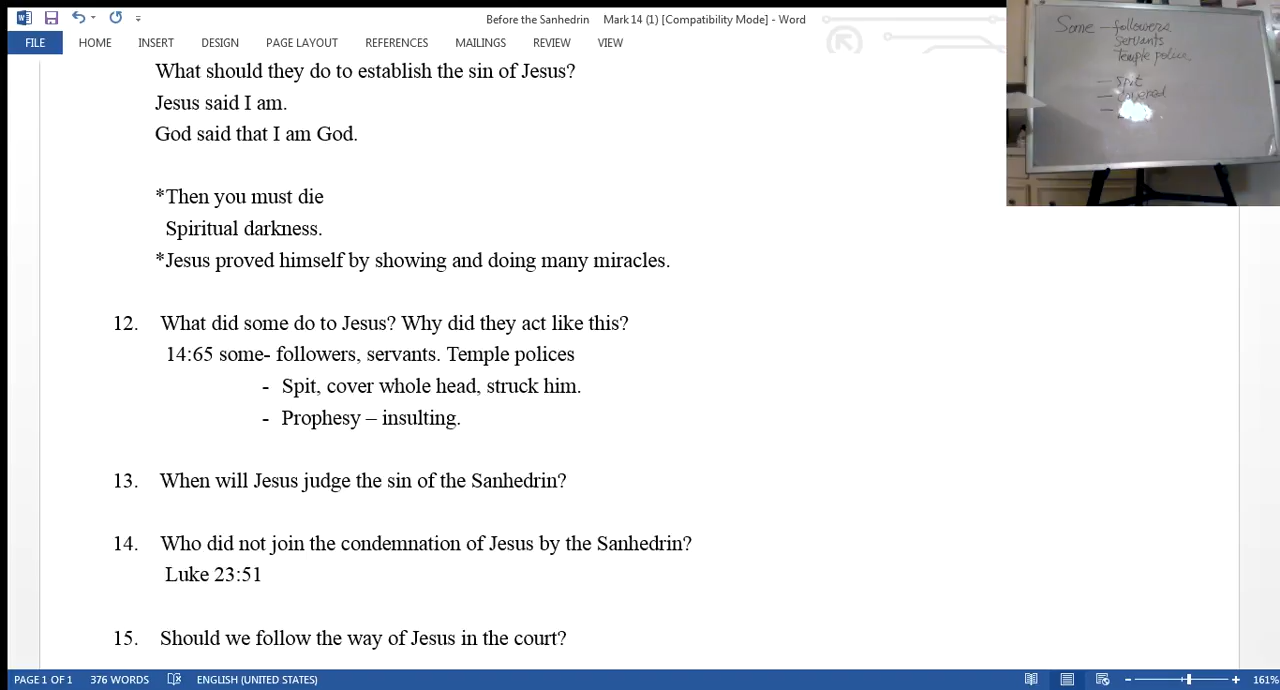 Before the Sanhedrin Mark 14 (1) [Compatibility Mode] - Word
FILE HOME INSERT DESIGN PAGE LAYOUT REFERENCES MAILINGS REVIEW VIEW
What should they do to establish the sin of Jesus?
Jesus said I am.
God said that I am God.
*Then you must die
Spiritual darkness.
*Jesus proved himself by showing and doing many miracles.
12. What did some do to Jesus? Why did they act like this?
14:65 some- followers, servants. Temple polices
- Spit, cover whole head, struck him.
- Prophesy – insulting.
13. When will Jesus judge the sin of the Sanhedrin?
14. Who did not join the condemnation of Jesus by the Sanhedrin?
Luke 23:51
15. Should we follow the way of Jesus in the court?
Some – followers
Servants
Temple police
— Spit
— covered
PAGE 1 OF 1 376 WORDS ENGLISH (UNITED STATES) 161%